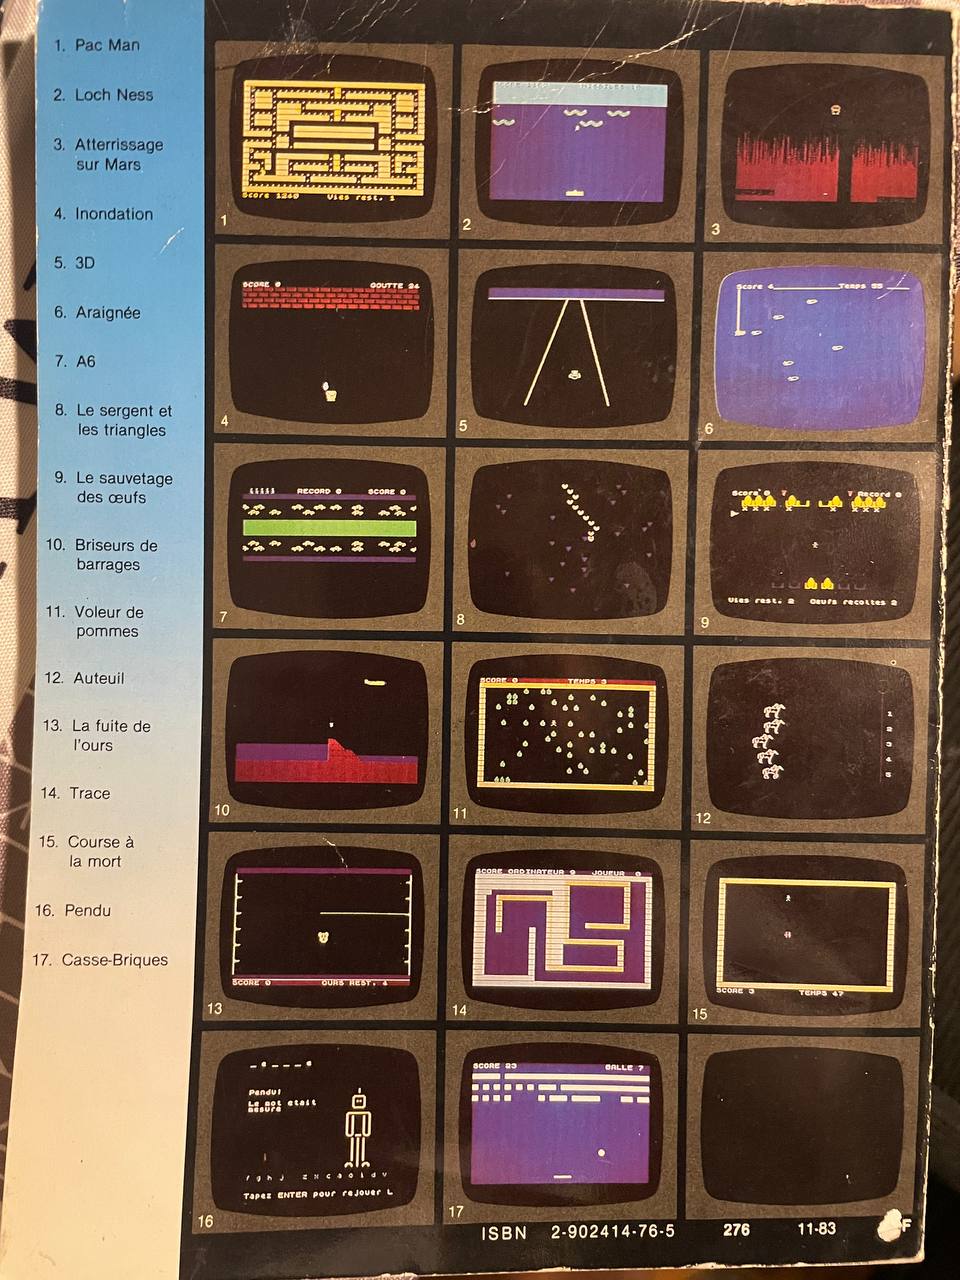 1. Pac Man
2. Loch Ness
3. Atterrissage
sur Mars
4. Inondation
5. 3D
6. Araignée
7. A6
8. Le sergent et
les triangles
9. Le sauvetage
des œufs
10. Briseurs de
barrages
11. Voleur de
pommes
12. Auteuil
13. La fuite de
l'ours
14. Trace
15. Course à
la mort
16. Pendu
17. Casse-Briques
Score 1260 Vies rest. 1
1
2
3
SCORE 0 GOUTTE 24
4
5
Score 4 Temps 55
6
RECORD 0 SCORE 0
7
8
Score 0 Record 0
Vies rest. 2 Oeufs recoltes 2
9
10
SCORE 0 TEMPS 3
11
1
2
3
4
5
12
SCORE 0 OURS REST. 4
13
SCORE ORDINATEUR 9 JOUEUR 0
14
SCORE 3 TEMPS 47
15
Pendu!
Le mot etait
mesure
Tapez ENTER pour rejouer L
16
SCORE 23 BALLE 7
17
ISBN 2-902414-76-5 276 11-83 F